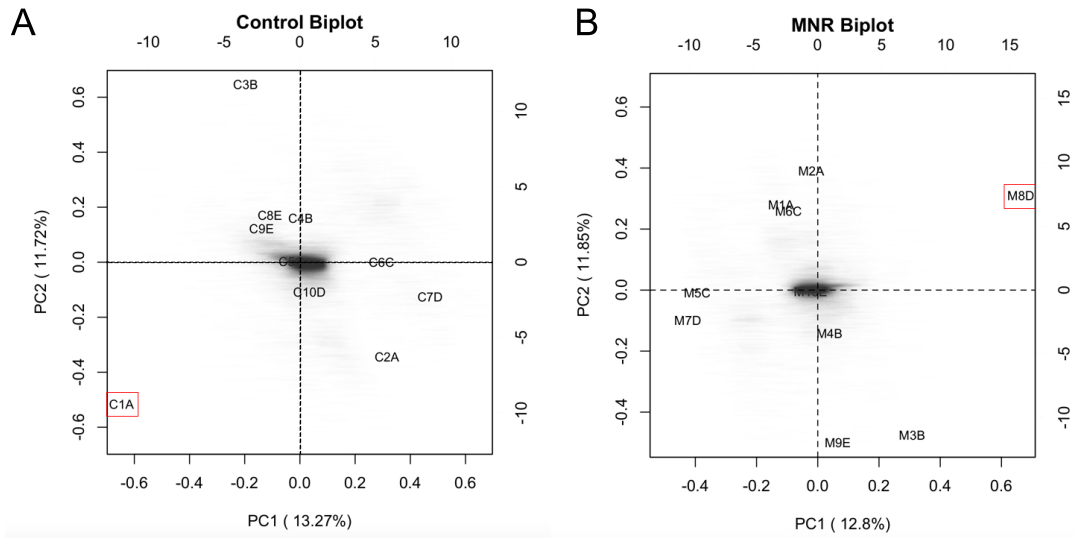 A
Control Biplot
-10 -5 0 5 10
C3B
C8E C4B
C9E
C6C
C10D
C7D
C2A
C1A
0.6
0.4
0.2
0.0
-0.2
-0.4
-0.6
10
5
0
-5
-10
-0.6 -0.4 -0.2 0.0 0.2 0.4 0.6
PC1 ( 13.27%)
PC2 ( 11.72%)
B
MNR Biplot
-10 -5 0 5 10 15
M2A
M8D
M1A
M6C
M5C
M7D
M4B
M3B
M9E
0.6
0.4
0.2
0.0
-0.2
-0.4
15
10
5
0
-5
-10
-0.4 -0.2 0.0 0.2 0.4 0.6
PC1 ( 12.8%)
PC2 ( 11.85%)